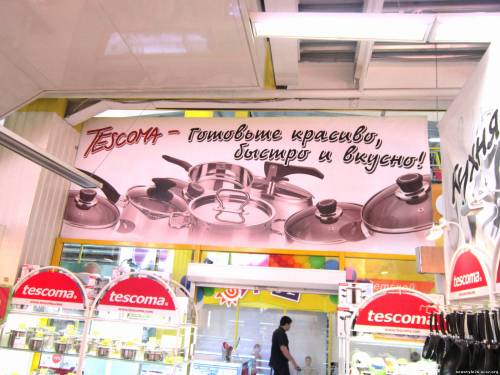 TESCOMA – готовьте красиво,
быстро и вкусно!
Кухня
tescoma.
tescoma.
tescoma.
tescoma.